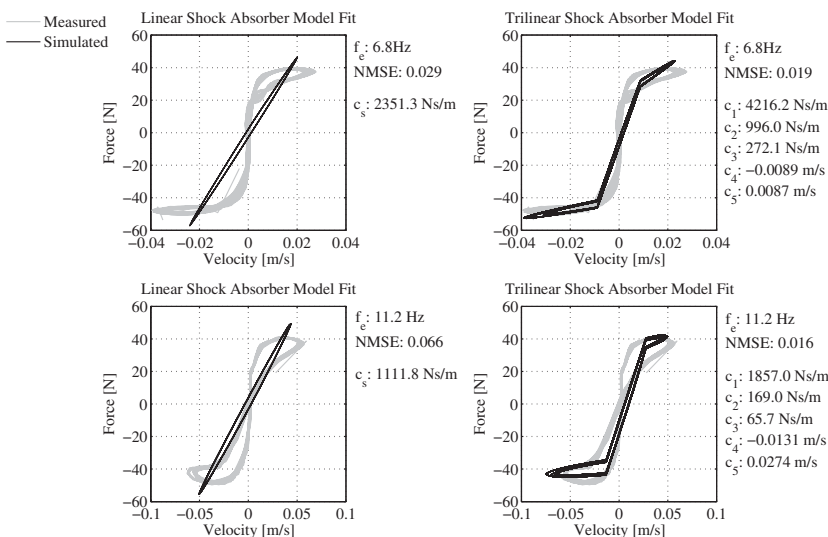 Measured
Simulated
Linear Shock Absorber Model Fit
60
40
20
0
−20
−40
−60
Force [N]
−0.04
−0.02
0
0.02
0.04
Velocity [m/s]
f_e: 6.8Hz
NMSE: 0.029
c_s: 2351.3 Ns/m
Trilinear Shock Absorber Model Fit
60
40
20
0
−20
−40
−60
Force [N]
−0.04
−0.02
0
0.02
0.04
Velocity [m/s]
f_e: 6.8Hz
NMSE: 0.019
c_1: 4216.2 Ns/m
c_2: 996.0 Ns/m
c_3: 272.1 Ns/m
c_4: −0.0089 m/s
c_5: 0.0087 m/s
Linear Shock Absorber Model Fit
60
40
20
0
−20
−40
−60
Force [N]
−0.1
−0.05
0
0.05
0.1
Velocity [m/s]
f_e: 11.2 Hz
NMSE: 0.066
c_s: 1111.8 Ns/m
Trilinear Shock Absorber Model Fit
60
40
20
0
−20
−40
−60
Force [N]
−0.1
−0.05
0
0.05
0.1
Velocity [m/s]
f_e: 11.2 Hz
NMSE: 0.016
c_1: 1857.0 Ns/m
c_2: 169.0 Ns/m
c_3: 65.7 Ns/m
c_4: −0.0131 m/s
c_5: 0.0274 m/s